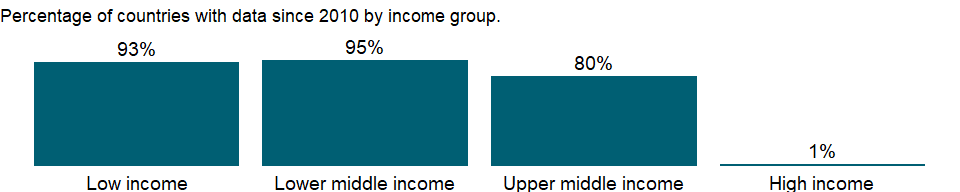 Percentage of countries with data since 2010 by income group.
93% 95% 80% 1%
Low income Lower middle income Upper middle income High income